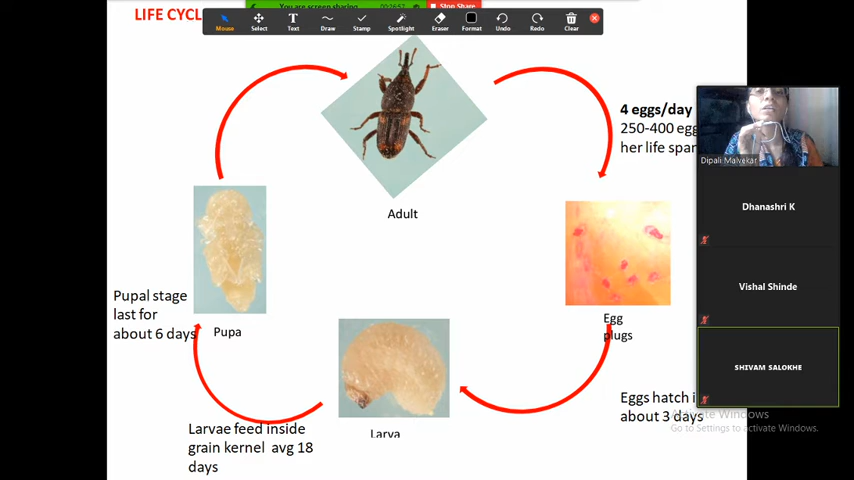 LIFE CYCL
You are screen sharing
00:16:57
Stop Share
Mouse
Select
Text
Draw
Stamp
Spotlight
Eraser
Format
Undo
Redo
Clear
4 eggs/day
250-400 egg
her life span
Dipali Malvekar
Dhanashri K
Adult
Vishal Shinde
Pupal stage
last for
about 6 days
Pupa
Egg
plugs
SHIVAM SALOKHE
Eggs hatch i
about 3 days
Activate Windows
Go to Settings to activate Windows.
Larvae feed inside
grain kernel avg 18
days
Larva